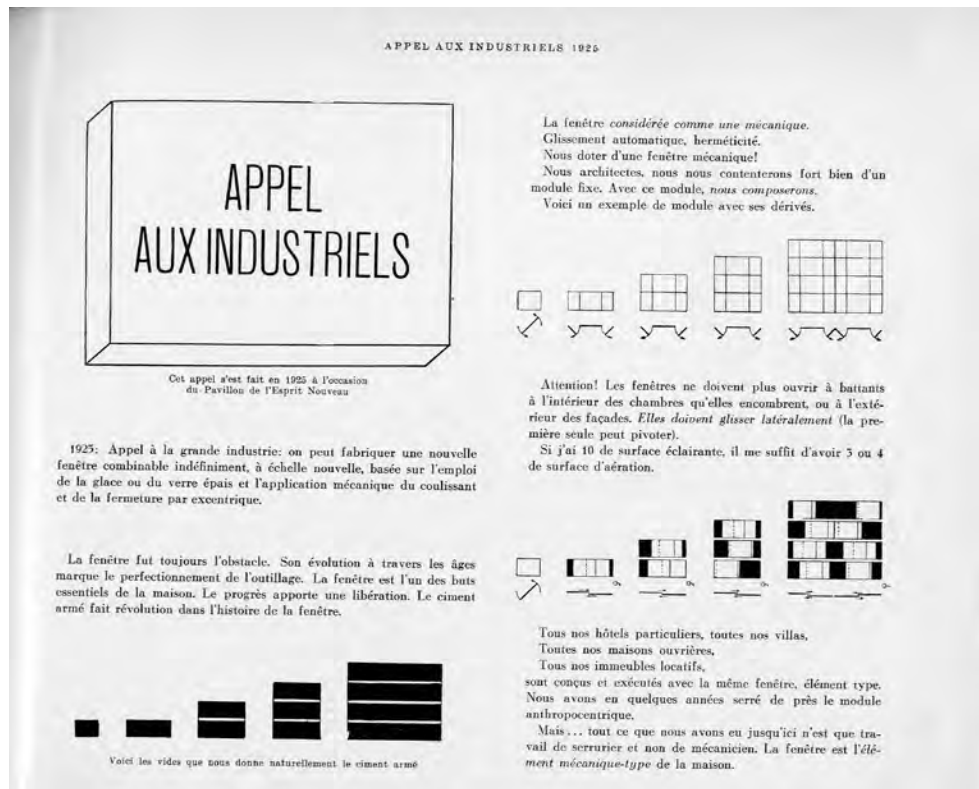 APPEL AUX INDUSTRIELS 1925
APPEL
AUX INDUSTRIELS
Cet appel s'est fait en 1925 à l'occasion
du Pavillon de l'Esprit Nouveau
1925: Appel à la grande industrie: on peut fabriquer une nouvelle
fenêtre combinable indéfiniment, à échelle nouvelle, basée sur l'emploi
de la glace ou du verre épais et l'application mécanique du coulissant
et de la fermeture par excentrique.
La fenêtre fut toujours l'obstacle. Son évolution à travers les âges
marque le perfectionnement de l'outillage. La fenêtre est l'un des buts
essentiels de la maison. Le progrès apporte une libération. Le ciment
armé fait révolution dans l'histoire de la fenêtre.
Voici les vides que nous donne naturellement le ciment armé
La fenêtre considérée comme une mécanique.
Glissement automatique, herméticité.
Nous doter d'une fenêtre mécanique!
Nous architectes, nous nous contenterons fort bien d'un
module fixe. Avec ce module, nous composerons.
Voici un exemple de module avec ses dérivés.
Attention! Les fenêtres ne doivent plus ouvrir à battants
à l'intérieur des chambres qu'elles encombrent, ou à l'exté-
rieur des façades. Elles doivent glisser latéralement (la pre-
mière seule peut pivoter).
Si j'ai 10 de surface éclairante, il me suffit d'avoir 3 ou 4
de surface d'aération.
Tous nos hôtels particuliers, toutes nos villas,
Toutes nos maisons ouvrières,
Tous nos immeubles locatifs,
sont conçus et exécutés avec la même fenêtre, élément type.
Nous avons en quelques années serré de près le module
anthropocentrique.
Mais... tout ce que nous avons eu jusqu'ici n'est que tra-
vail de serrurier et non de mécanicien. La fenêtre est l'élé-
ment mécanique-type de la maison.